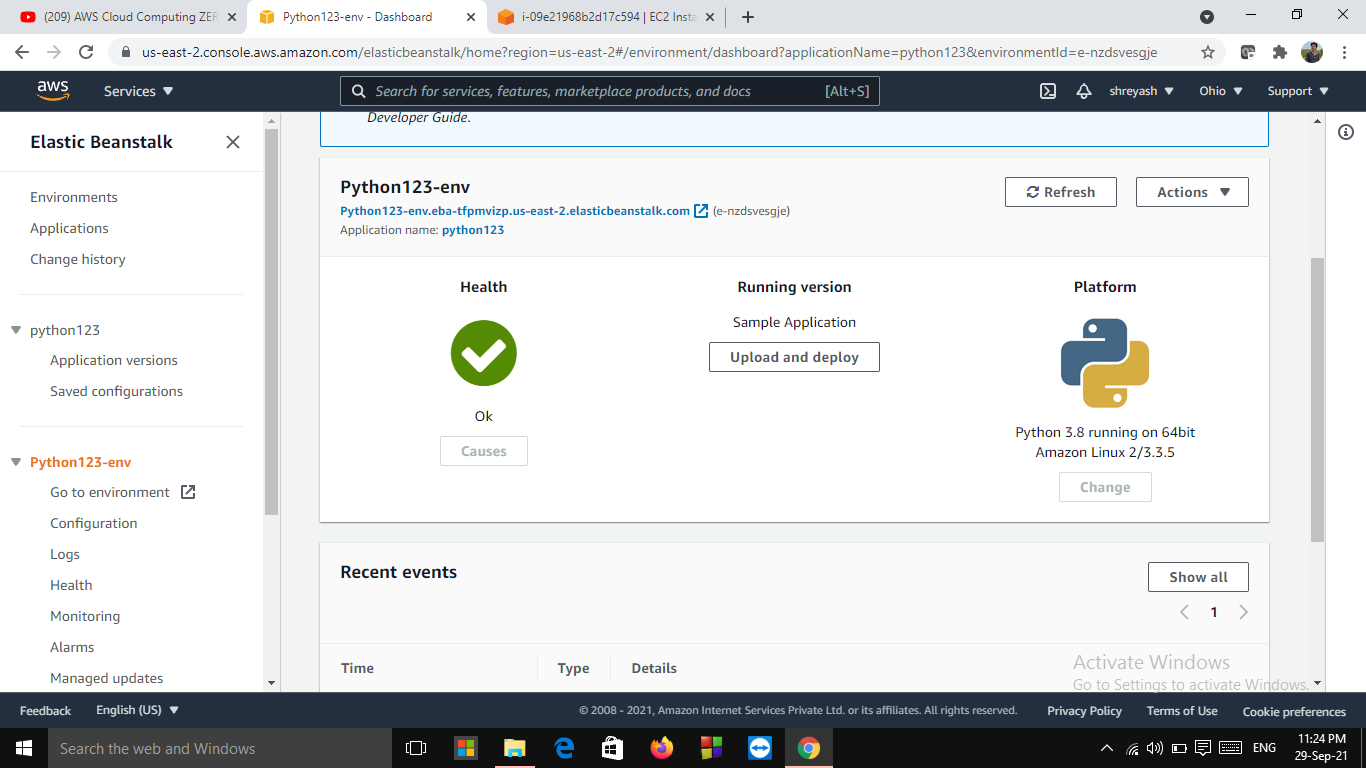 (209) AWS Cloud Computing ZER
Python123-env - Dashboard
i-09e21968b2d17c594 | EC2 Insta
us-east-2.console.aws.amazon.com/elasticbeanstalk/home?region=us-east-2#/environment/dashboard?applicationName=python123&environmentId=e-nzdsvesgje
aws
Services
Search for services, features, marketplace products, and docs
[Alt+S]
shreyash
Ohio
Support
Elastic Beanstalk
Environments
Applications
Change history
python123
Application versions
Saved configurations
Python123-env
Go to environment
Configuration
Logs
Health
Monitoring
Alarms
Managed updates
Developer Guide.
Python123-env
Python123-env.eba-tfpmvizp.us-east-2.elasticbeanstalk.com (e-nzdsvesgje)
Application name: python123
Refresh
Actions
Health
Ok
Causes
Running version
Sample Application
Upload and deploy
Platform
Python 3.8 running on 64bit
Amazon Linux 2/3.3.5
Change
Recent events
Show all
1
Time
Type
Details
Activate Windows
Go to Settings to activate Windows.
Feedback
English (US)
© 2008 - 2021, Amazon Internet Services Private Ltd. or its affiliates. All rights reserved.
Privacy Policy
Terms of Use
Cookie preferences
Search the web and Windows
ENG
11:24 PM
29-Sep-21